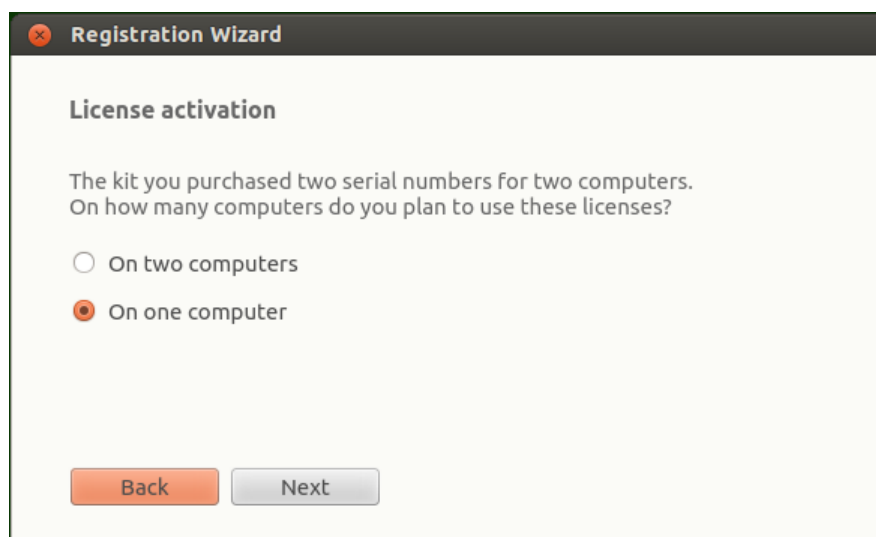 Registration Wizard
License activation
The kit you purchased two serial numbers for two computers.
On how many computers do you plan to use these licenses?
On two computers
On one computer
Back Next